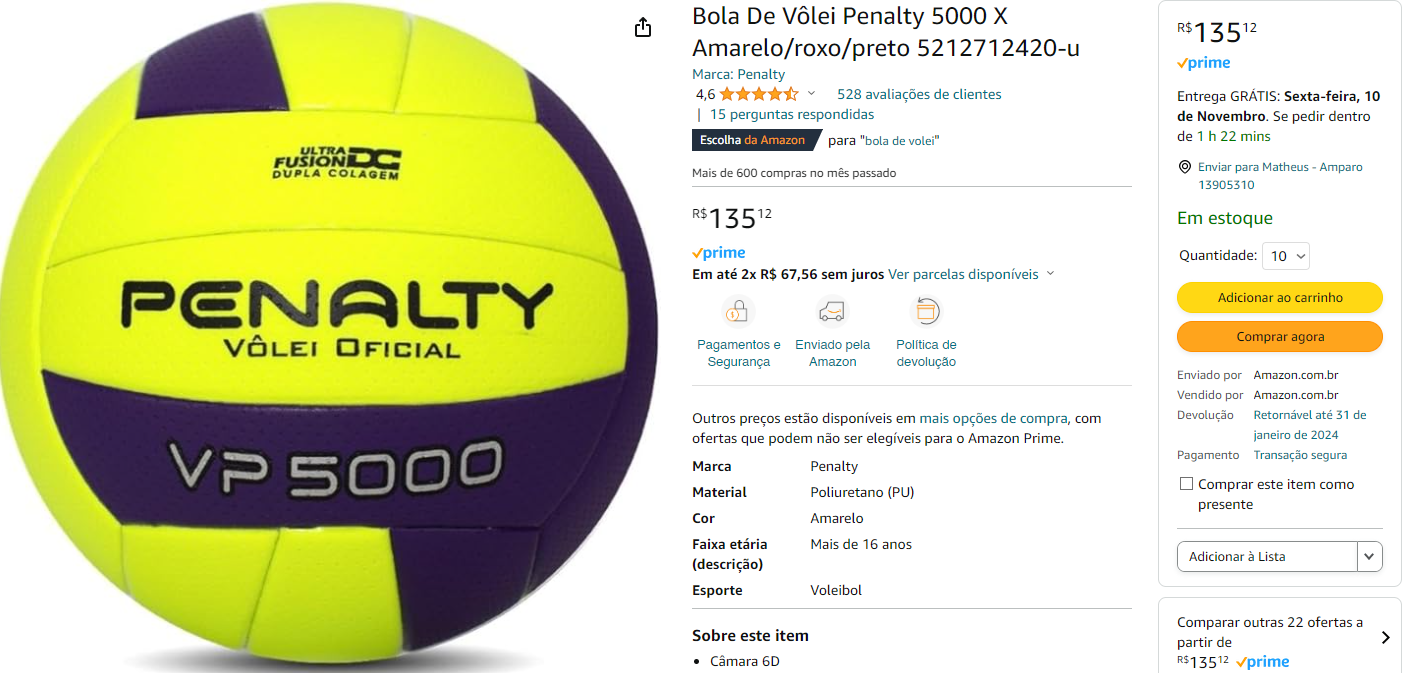 ULTRA
FUSION DC
DUPLA COLAGEM
PENALTY
VÔLEI OFICIAL
VP 5000
Bola De Vôlei Penalty 5000 X
Amarelo/roxo/preto 5212712420-u
Marca: Penalty
4,6 528 avaliações de clientes
| 15 perguntas respondidas
Escolha da Amazon para "bola de volei"
Mais de 600 compras no mês passado
R$135 12
prime
Em até 2x R$ 67,56 sem juros Ver parcelas disponíveis
Pagamentos e
Segurança
Enviado pela
Amazon
Política de
devolução
Outros preços estão disponíveis em mais opções de compra, com
ofertas que podem não ser elegíveis para o Amazon Prime.
Marca Penalty
Material Poliuretano (PU)
Cor Amarelo
Faixa etária Mais de 16 anos
(descrição)
Esporte Voleibol
Sobre este item
• Câmara 6D
R$135 12
prime
Entrega GRÁTIS: Sexta-feira, 10
de Novembro. Se pedir dentro
de 1 h 22 mins
Enviar para Matheus - Amparo
13905310
Em estoque
Quantidade: 10
Adicionar ao carrinho
Comprar agora
Enviado por Amazon.com.br
Vendido por Amazon.com.br
Devolução Retornável até 31 de
janeiro de 2024
Pagamento Transação segura
Comprar este item como
presente
Adicionar à Lista
Comparar outras 22 ofertas a
partir de
R$135 12 prime